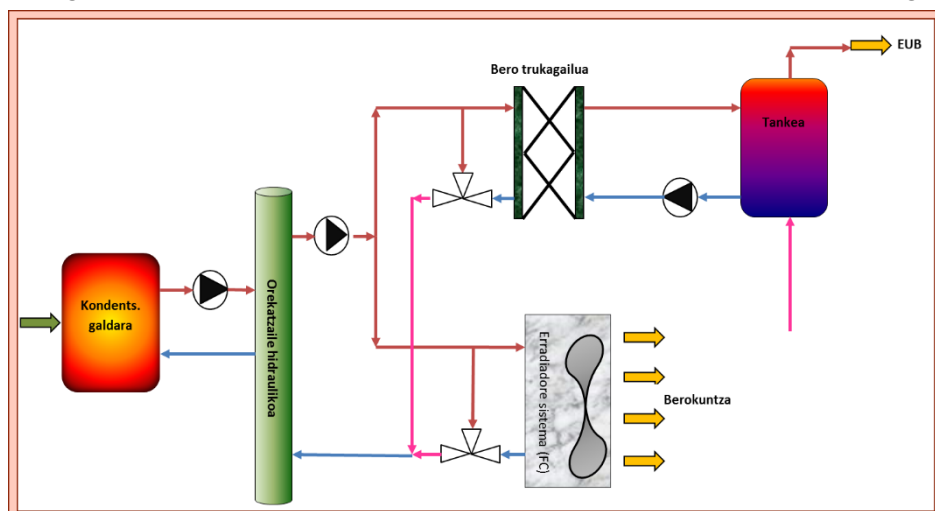 EUB
Bero trukagailua
Tankea
Kondents.
galdara
Orekatzaile hidraulikoa
Erradiadore sistema (FC)
Berokuntza